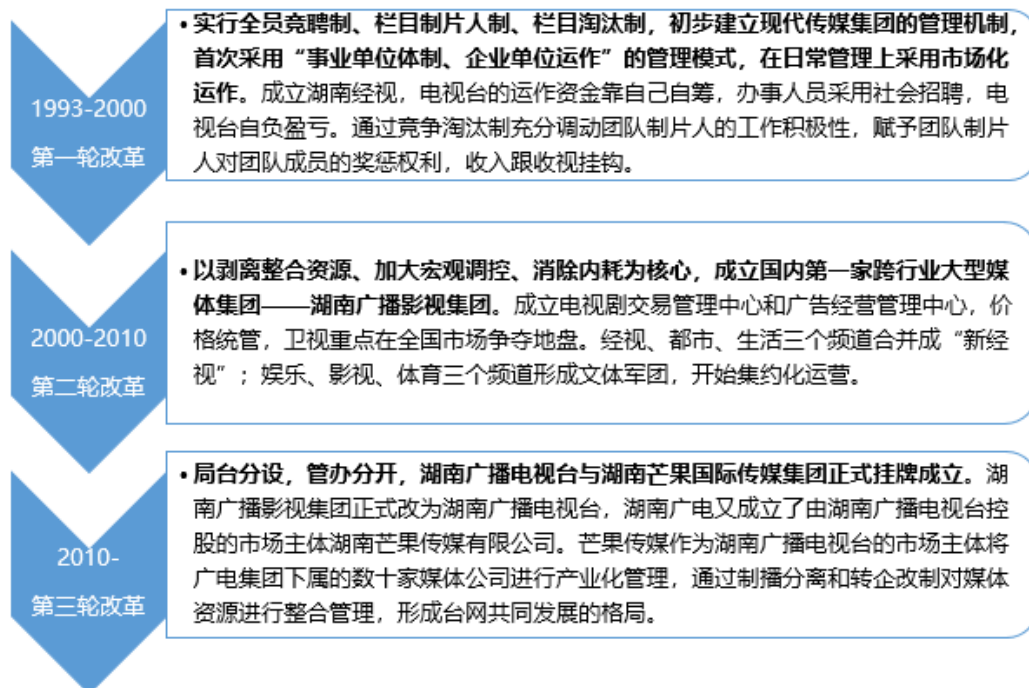 1993-2000
第一轮改革
• 实行全员竞聘制、栏目制片人制、栏目淘汰制，初步建立现代传媒集团的管理机制，
首次采用“事业单位体制、企业单位运作”的管理模式，在日常管理上采用市场化
运作。成立湖南经视，电视台的运作资金靠自己自筹，办事人员采用社会招聘，电
视台自负盈亏。通过竞争淘汰制充分调动团队制片人的工作积极性，赋予团队制片
人对团队成员的奖惩权利，收入跟收视挂钩。
2000-2010
第二轮改革
• 以剥离整合资源、加大宏观调控、消除内耗为核心，成立国内第一家跨行业大型媒
体集团——湖南广播影视集团。成立电视剧交易管理中心和广告经营管理中心，价
格统管，卫视重点在全国市场争夺地盘。经视、都市、生活三个频道合并成“新经
视”；娱乐、影视、体育三个频道形成文体军团，开始集约化运营。
2010-
第三轮改革
• 局台分设，管办分开，湖南广播电视台与湖南芒果国际传媒集团正式挂牌成立。湖
南广播影视集团正式改为湖南广播电视台，湖南广电又成立了由湖南广播电视台控
股的市场主体湖南芒果传媒有限公司。芒果传媒作为湖南广播电视台的市场主体将
广电集团下属的数十家媒体公司进行产业化管理，通过制播分离和转企改制对媒体
资源进行整合管理，形成台网共同发展的格局。